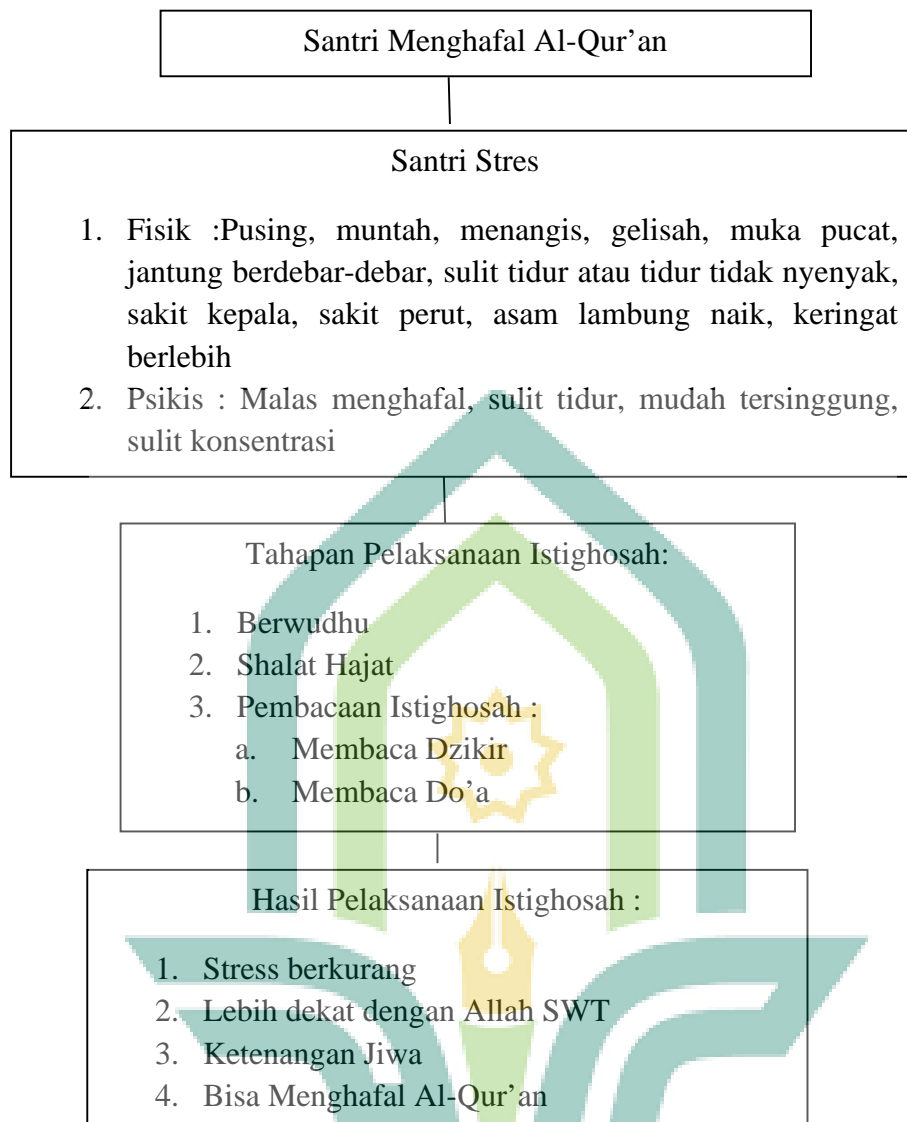 Santri Menghafal Al-Qur’an
Santri Stres
1. Fisik :Pusing, muntah, menangis, gelisah, muka pucat,
jantung berdebar-debar, sulit tidur atau tidur tidak nyenyak,
sakit kepala, sakit perut, asam lambung naik, keringat
berlebih
2. Psikis : Malas menghafal, sulit tidur, mudah tersinggung,
sulit konsentrasi
Tahapan Pelaksanaan Istighosah:
1. Berwudhu
2. Shalat Hajat
3. Pembacaan Istighosah :
a. Membaca Dzikir
b. Membaca Do’a
Hasil Pelaksanaan Istighosah :
1. Stress berkurang
2. Lebih dekat dengan Allah SWT
3. Ketenangan Jiwa
4. Bisa Menghafal Al-Qur’an